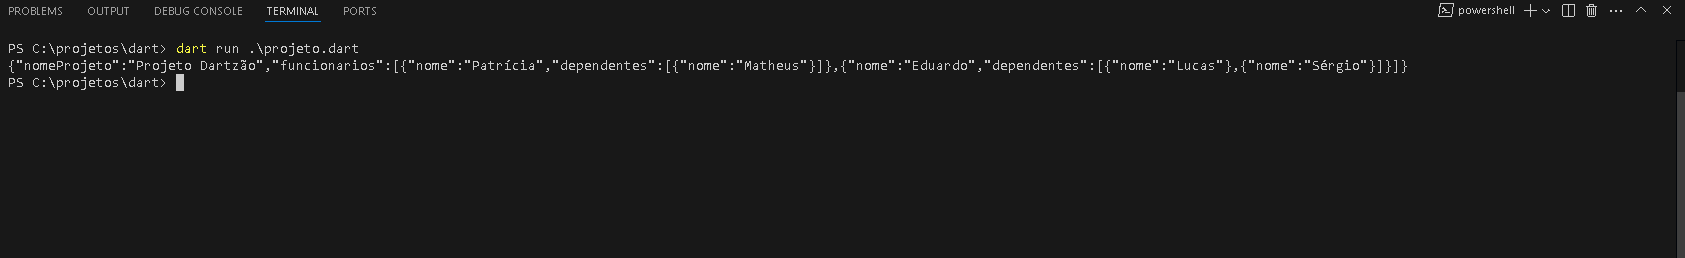 PROBLEMS OUTPUT DEBUG CONSOLE TERMINAL PORTS powershell
PS C:\projetos\dart> dart run .\projeto.dart
{"nomeProjeto":"Projeto Dartzão","funcionarios":[{"nome":"Patrícia","dependentes":[{"nome":"Matheus"}]},{"nome":"Eduardo","dependentes":[{"nome":"Lucas"},{"nome":"Sérgio"}]}]}
PS C:\projetos\dart>